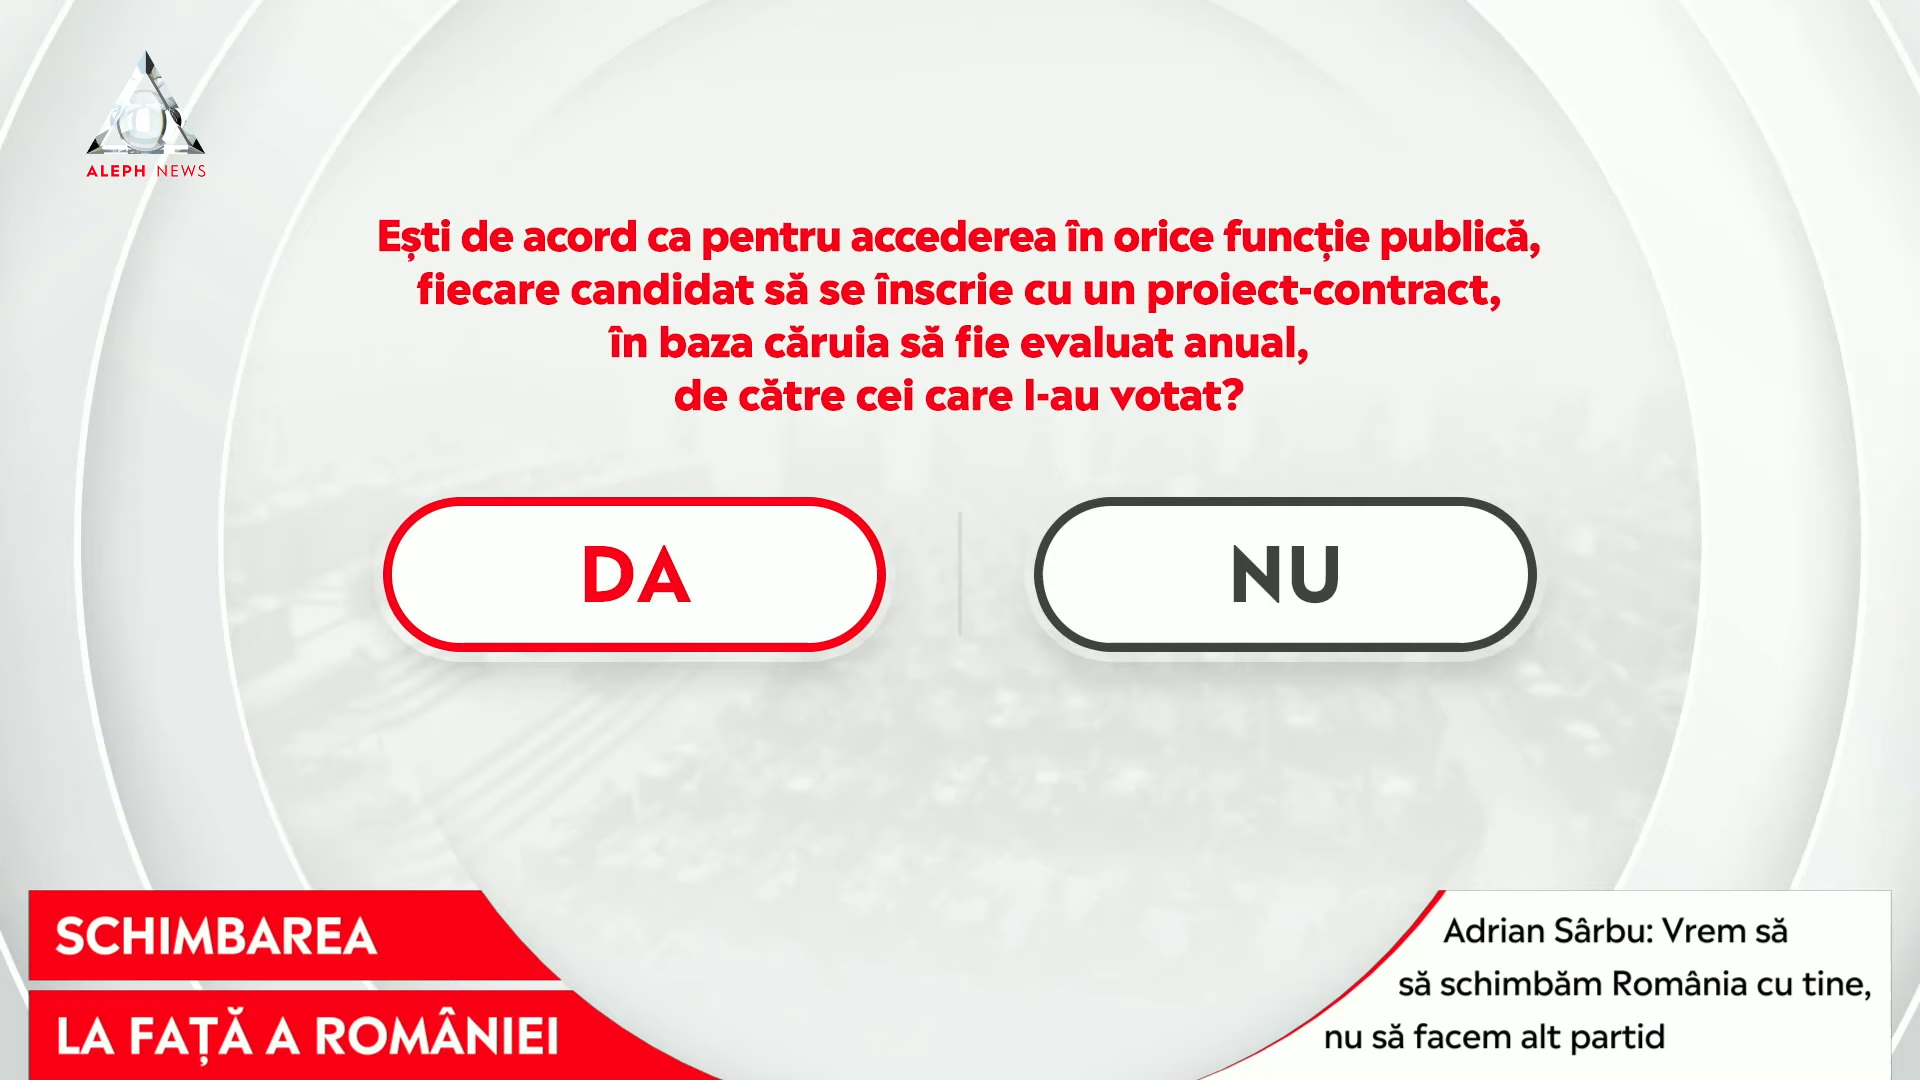 ALEPH NEWS
Ești de acord ca pentru accederea în orice funcție publică,
fiecare candidat să se înscrie cu un proiect-contract,
în baza căruia să fie evaluat anual,
de către cei care l-au votat?
DA
NU
SCHIMBAREA
LA FAȚĂ A ROMÂNIEI
Adrian Sârbu: Vrem să
să schimbăm România cu tine,
nu să facem alt partid